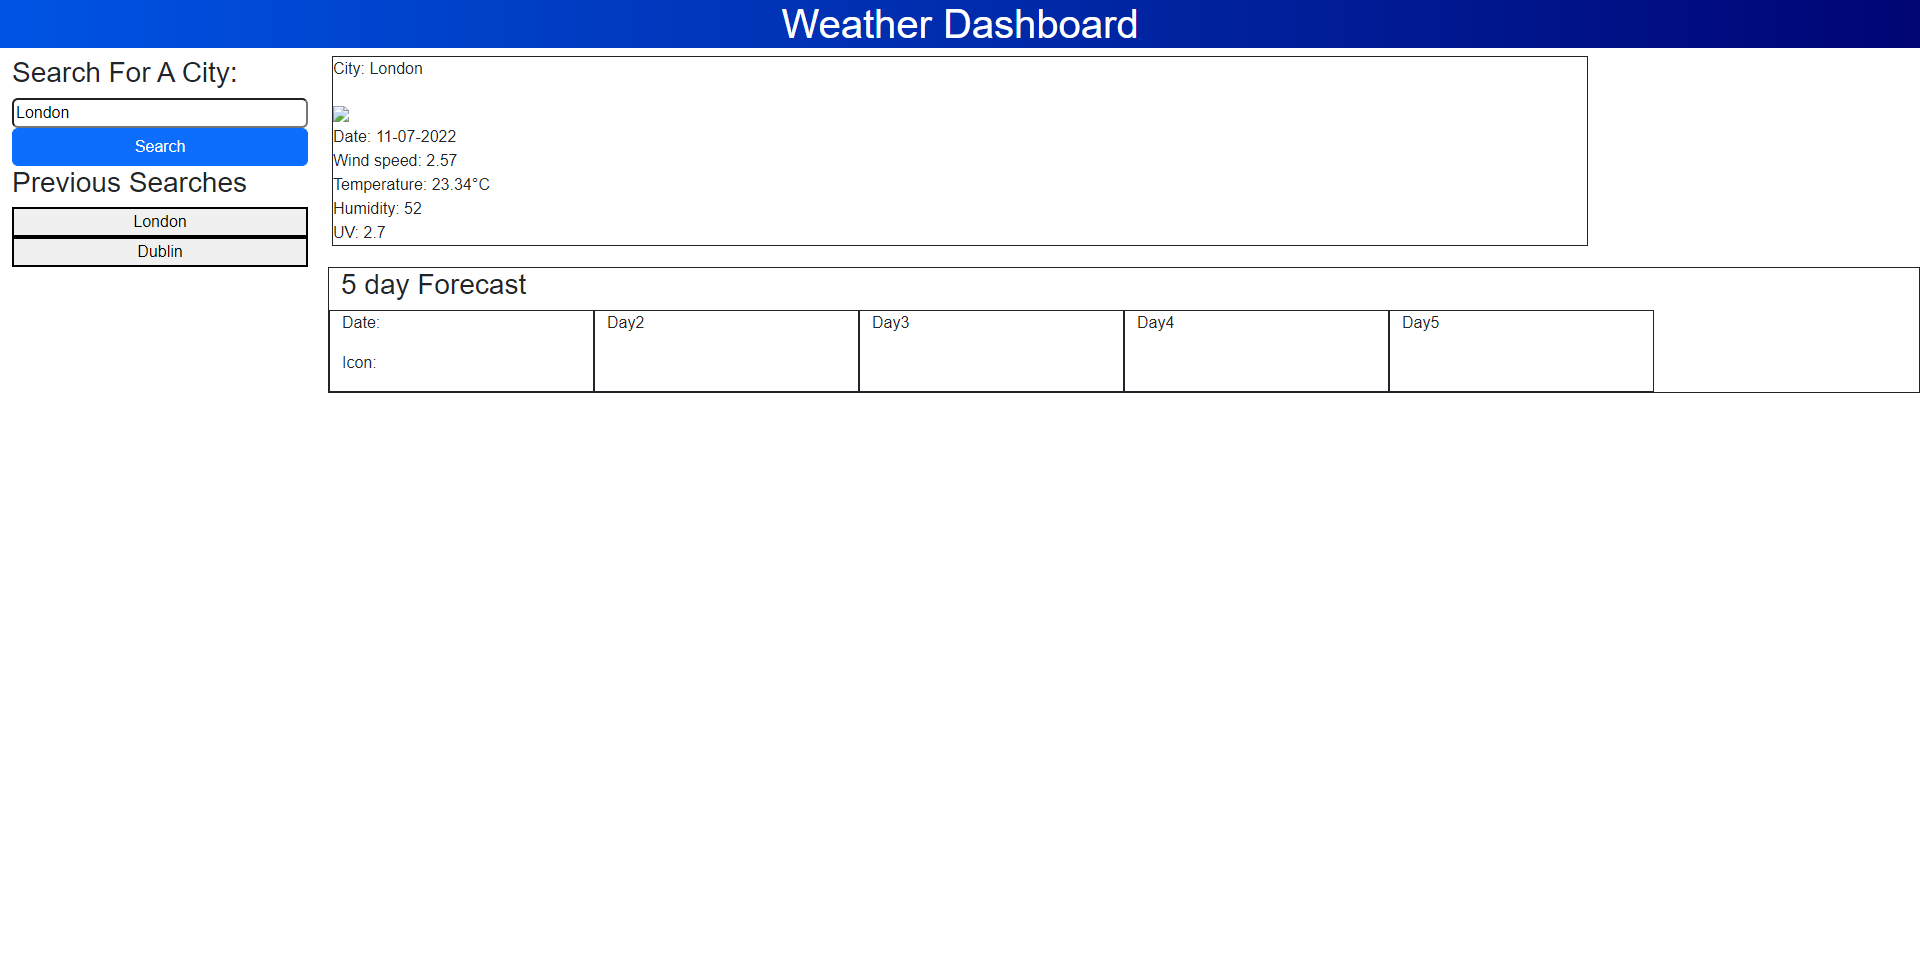 Weather Dashboard
Search For A City:
London
Search
Previous Searches
London
Dublin
City: London
Date: 11-07-2022
Wind speed: 2.57
Temperature: 23.34°C
Humidity: 52
UV: 2.7
5 day Forecast
Date:
Icon:
Day2
Day3
Day4
Day5